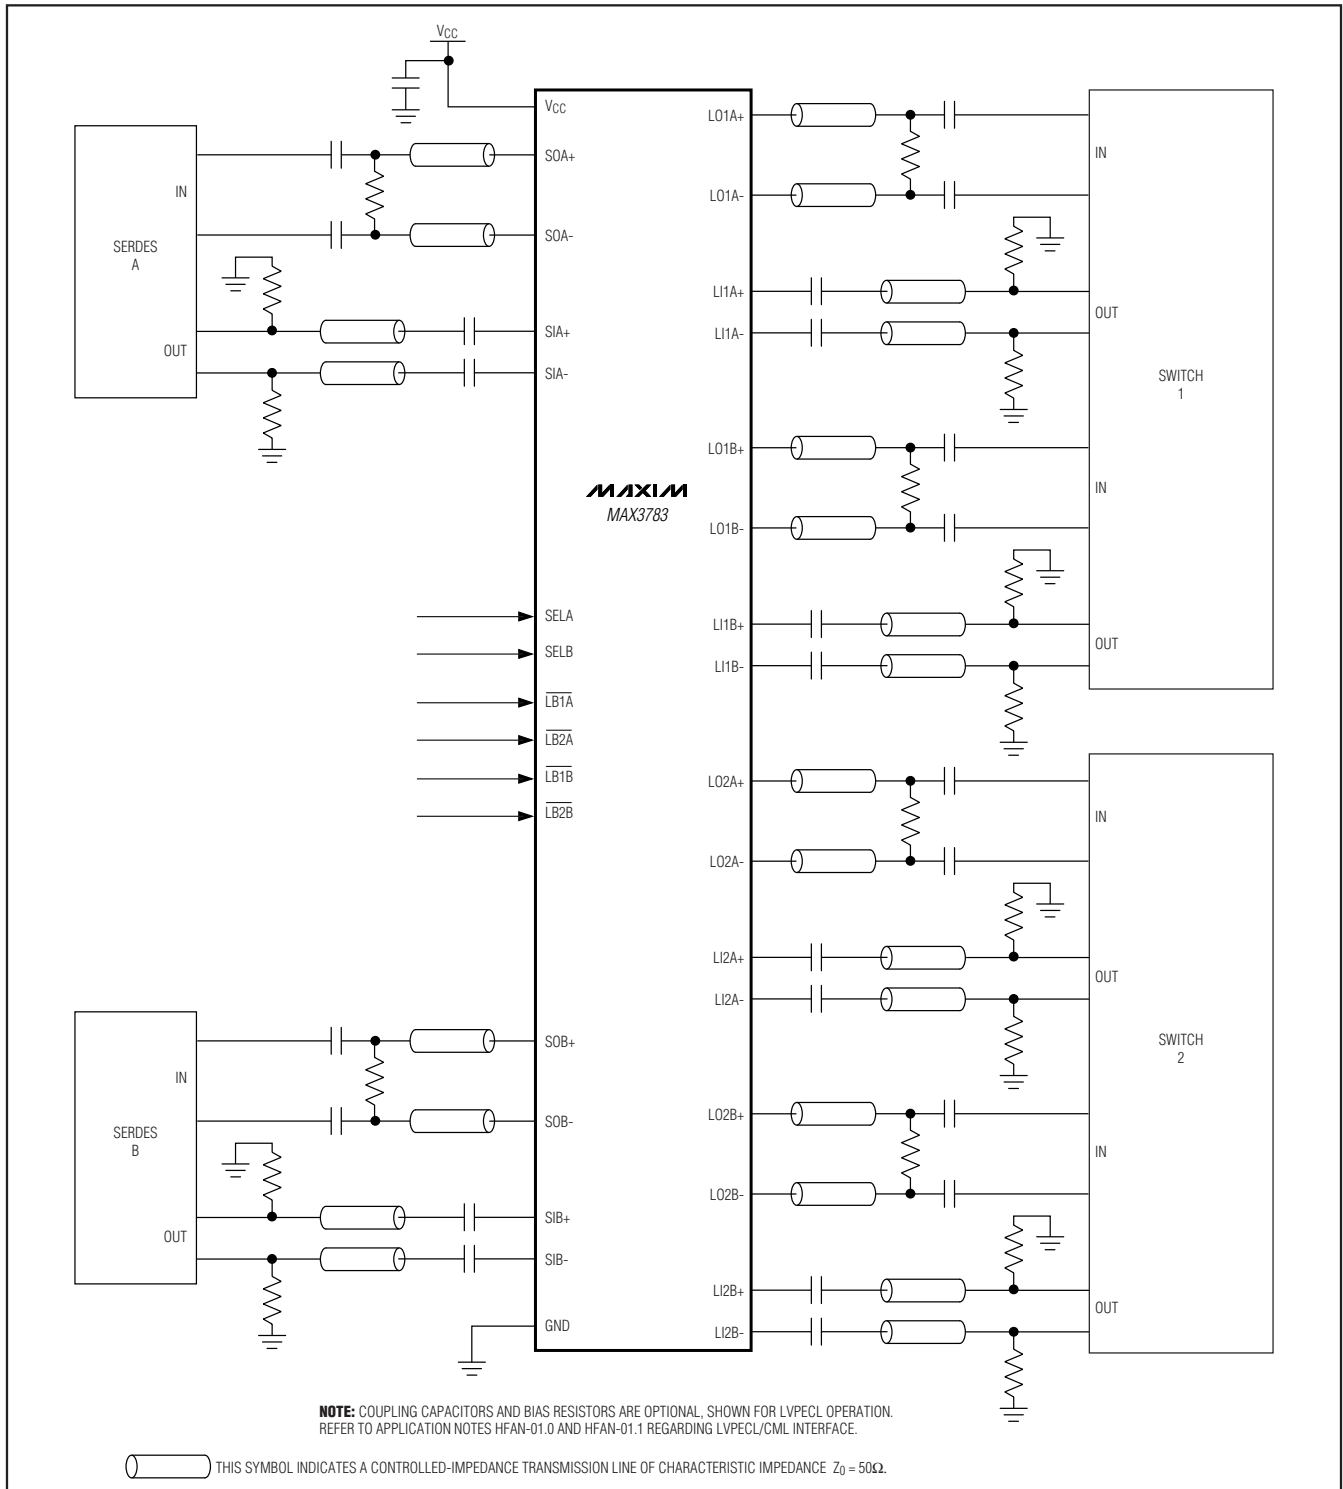 VCC
VCC
SOA+
IN
SOA-
SERDES
A
SIA+
OUT
SIA-
MAXIM
MAX3783
SELA
SELB
LB1A
LB2A
LB1B
LB2B
SOB+
IN
SOB-
SERDES
B
SIB+
OUT
SIB-
GND
LO1A+
IN
LO1A-
LI1A+
OUT
LI1A-
SWITCH
1
LO1B+
IN
LO1B-
LI1B+
OUT
LI1B-
LO2A+
IN
LO2A-
LI2A+
OUT
LI2A-
SWITCH
2
LO2B+
IN
LO2B-
LI2B+
OUT
LI2B-
NOTE: COUPLING CAPACITORS AND BIAS RESISTORS ARE OPTIONAL, SHOWN FOR LVPECL OPERATION.
REFER TO APPLICATION NOTES HFAN-01.0 AND HFAN-01.1 REGARDING LVPECL/CML INTERFACE.
THIS SYMBOL INDICATES A CONTROLLED-IMPEDANCE TRANSMISSION LINE OF CHARACTERISTIC IMPEDANCE Z0 = 50Ω.